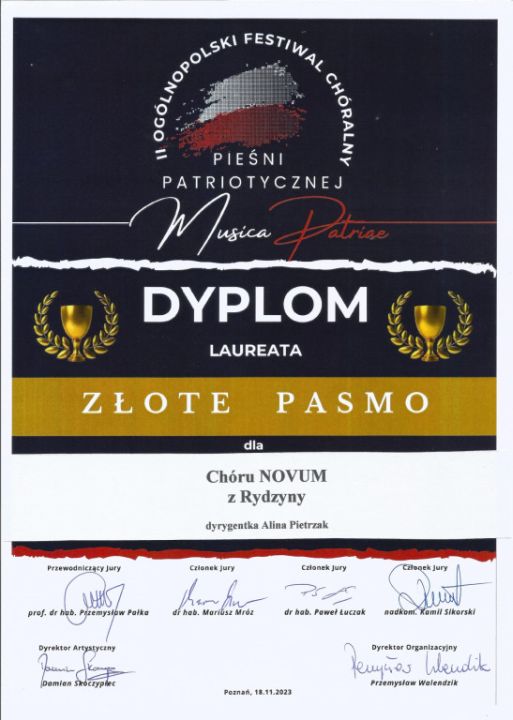 II OGÓLNOPOLSKI FESTIWAL CHÓRALNY
PIEŚNI
PATRIOTYCZNEJ
Musica Patriae
DYPLOM
LAUREATA
ZŁOTE PASMO
dla
Chóru NOVUM
z Rydzyny
dyrygentka Alina Pietrzak
Przewodniczący Jury Członek Jury Członek Jury Członek Jury
prof. dr hab. Przemysław Pałka dr hab. Mariusz Mróz dr hab. Paweł Łuczak nadkom. Kamil Sikorski
Dyrektor Artystyczny Dyrektor Organizacyjny
Damian Skoczypiec Przemysław Walendzik
Poznań, 18.11.2023